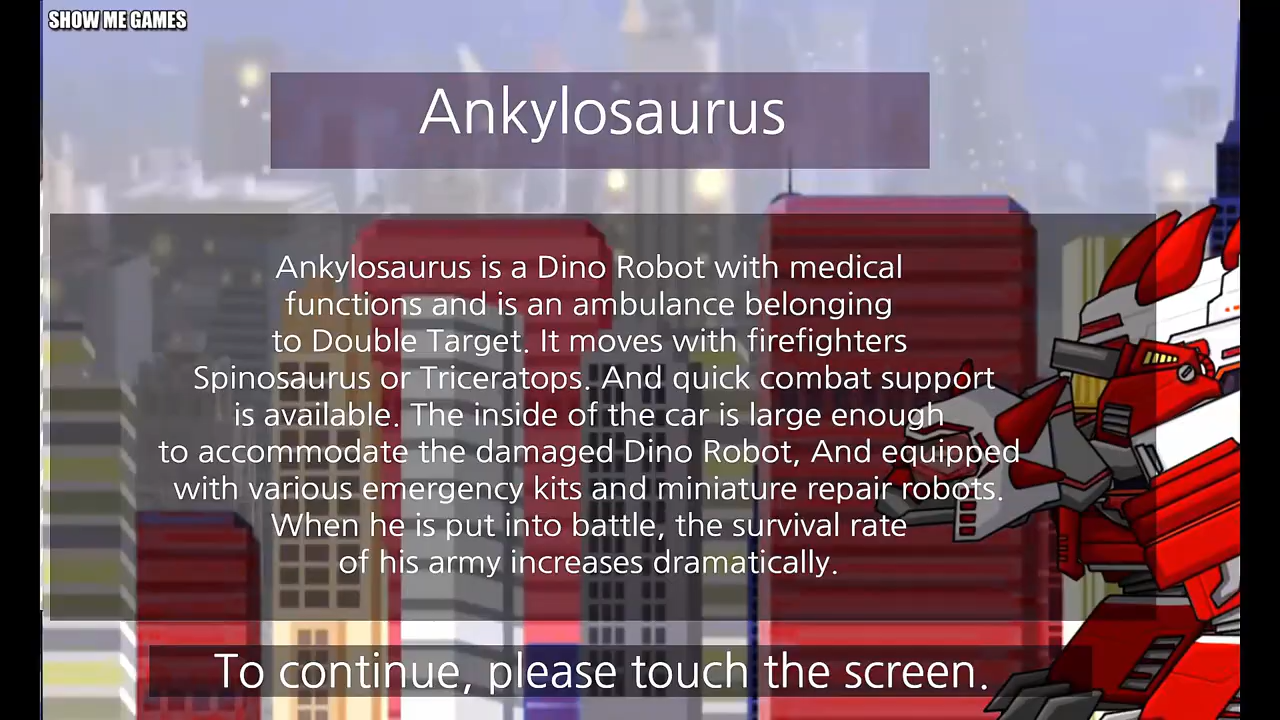 SHOW ME GAMES
Ankylosaurus
Ankylosaurus is a Dino Robot with medical
functions and is an ambulance belonging
to Double Target. It moves with firefighters
Spinosaurus or Triceratops. And quick combat support
is available. The inside of the car is large enough
to accommodate the damaged Dino Robot, And equipped
with various emergency kits and miniature repair robots.
When he is put into battle, the survival rate
of his army increases dramatically.
To continue, please touch the screen.